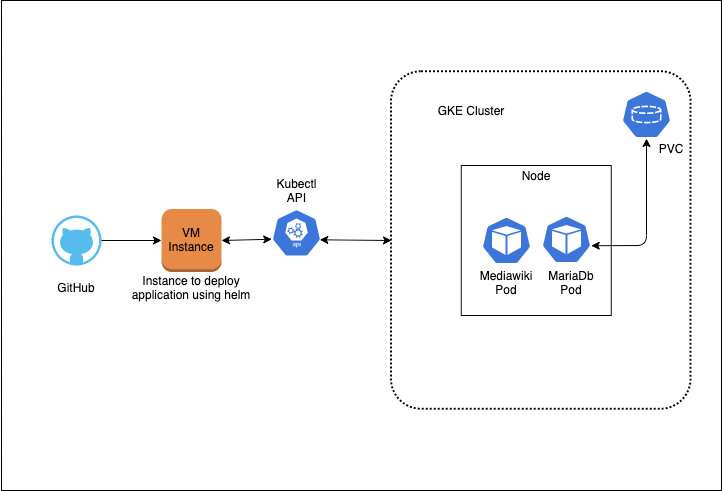 GKE Cluster
PVC
Node
Kubectl
API
VM
Instance
api
Mediawiki
Pod
MariaDb
Pod
GitHub
Instance to deploy
application using helm